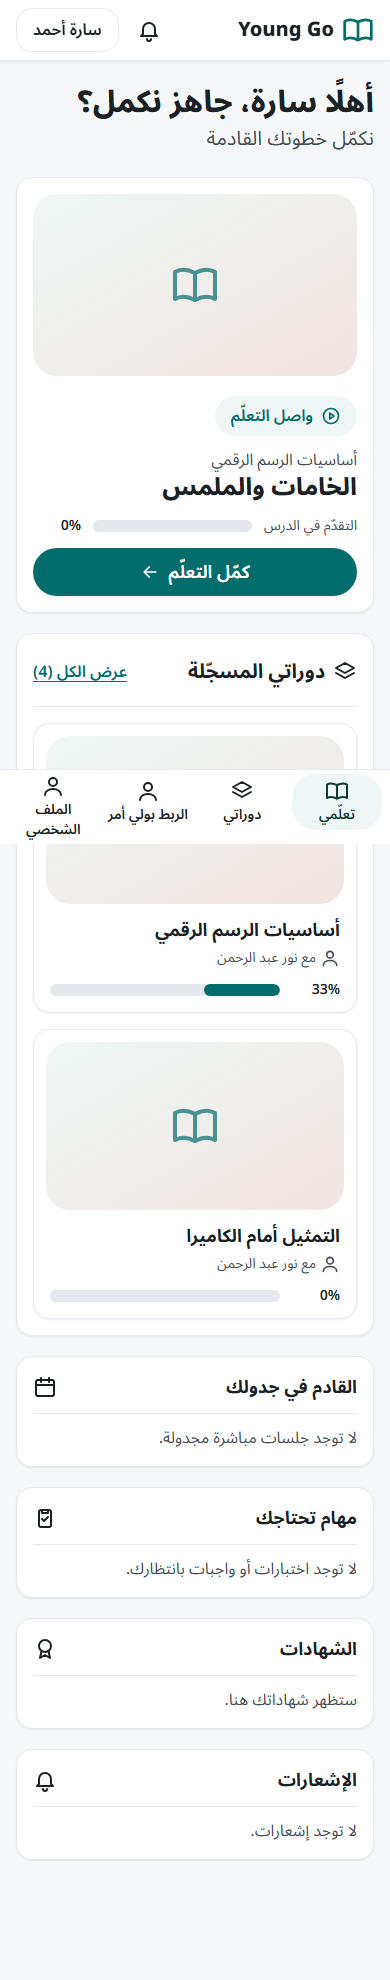 Young Go
سارة أحمد
أهلًا سارة، جاهز نكمل؟
نكمّل خطوتك القادمة
واصل التعلّم
أساسيات الرسم الرقمي
الخامات والملمس
التقدّم في الدرس
0%
كمّل التعلّم ←
دوراتي المسجّلة
عرض الكل (4)
تعلّمي
دوراتي
الربط بولي أمر
الملف
الشخصي
أساسيات الرسم الرقمي
مع نور عبد الرحمن
33%
التمثيل أمام الكاميرا
مع نور عبد الرحمن
0%
القادم في جدولك
لا توجد جلسات مباشرة مجدولة.
مهام تحتاجك
لا توجد اختبارات أو واجبات بانتظارك.
الشهادات
ستظهر شهاداتك هنا.
الإشعارات
لا توجد إشعارات.